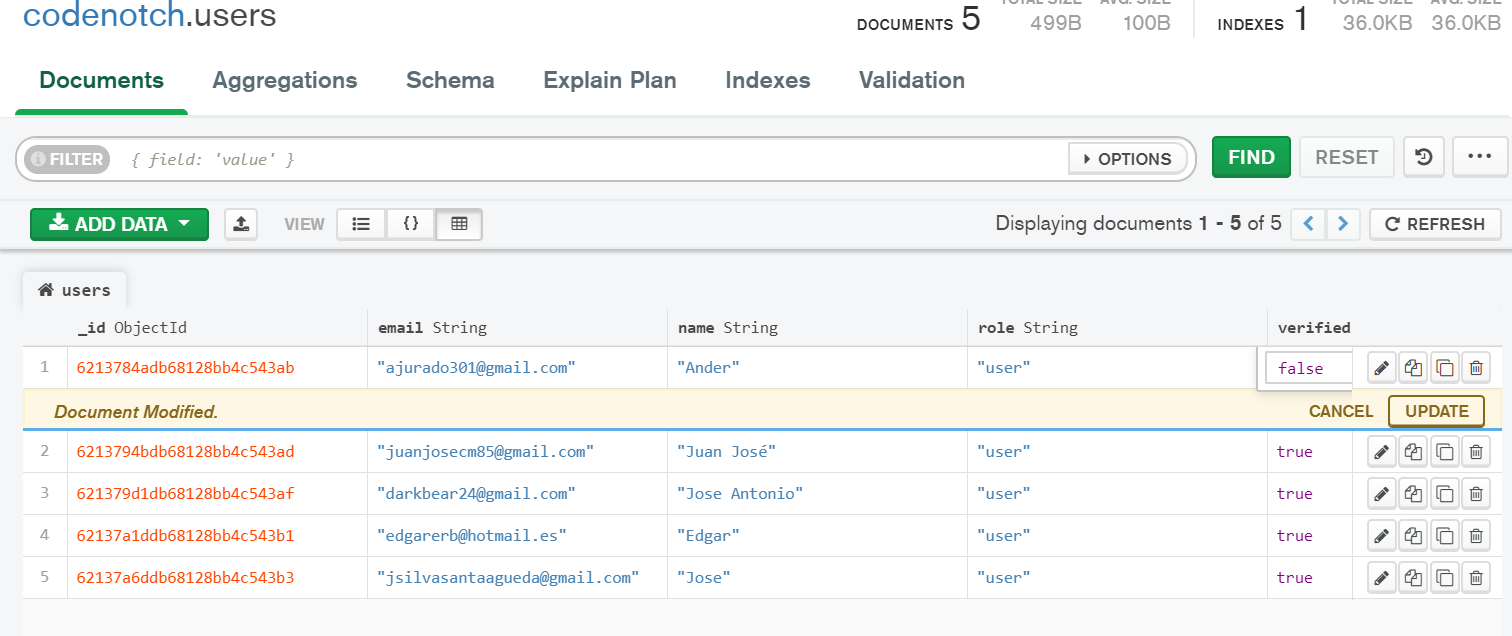 codenotch.users
DOCUMENTS 5 TOTAL SIZE 499B AVG. SIZE 100B INDEXES 1 TOTAL SIZE 36.0KB AVG. SIZE 36.0KB
Documents Aggregations Schema Explain Plan Indexes Validation
FILTER { field: 'value' } OPTIONS FIND RESET ...
ADD DATA VIEW {} Displaying documents 1 - 5 of 5 < > REFRESH
users
_id ObjectId email String name String role String verified
1 6213784adb68128bb4c543ab "ajurado301@gmail.com" "Ander" "user" false
Document Modified. CANCEL UPDATE
2 6213794bdb68128bb4c543ad "juanjosecm85@gmail.com" "Juan José" "user" true
3 621379d1db68128bb4c543af "darkbear24@gmail.com" "Jose Antonio" "user" true
4 62137a1ddb68128bb4c543b1 "edgarerb@hotmail.es" "Edgar" "user" true
5 62137a6ddb68128bb4c543b3 "jsilvasantaagueda@gmail.com" "Jose" "user" true